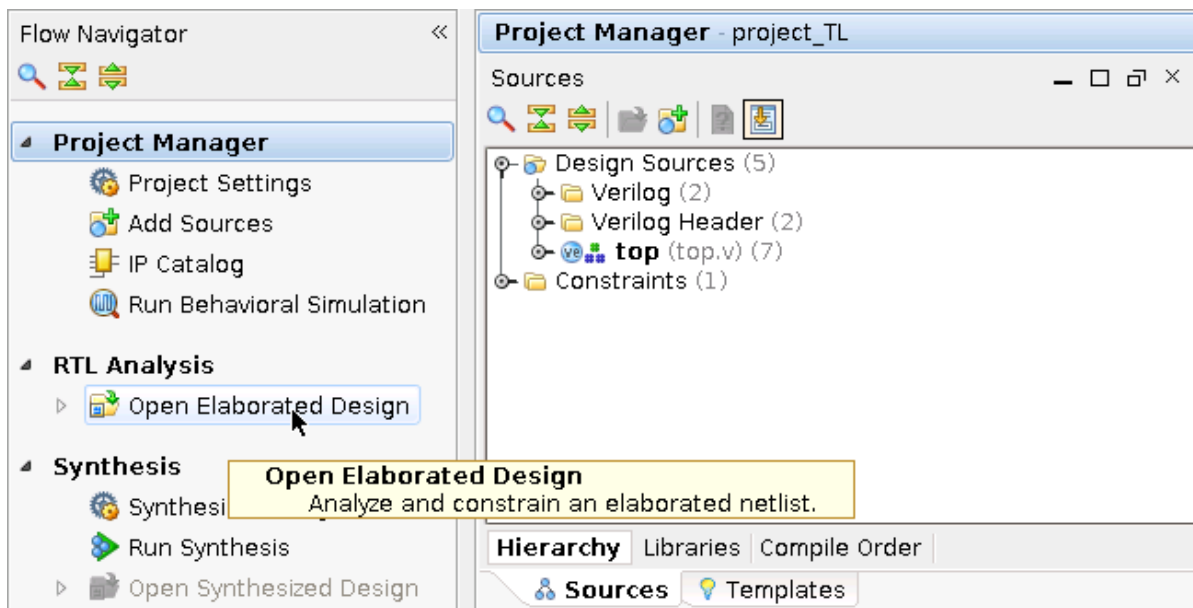 Flow Navigator
Project Manager
Project Settings
Add Sources
IP Catalog
Run Behavioral Simulation
RTL Analysis
Open Elaborated Design
Synthesis
Run Synthesis
Open Synthesized Design
Open Elaborated Design
Analyze and constrain an elaborated netlist.
Project Manager - project_TL
Sources
Design Sources (5)
Verilog (2)
Verilog Header (2)
top (top.v) (7)
Constraints (1)
Hierarchy Libraries Compile Order
Sources Templates